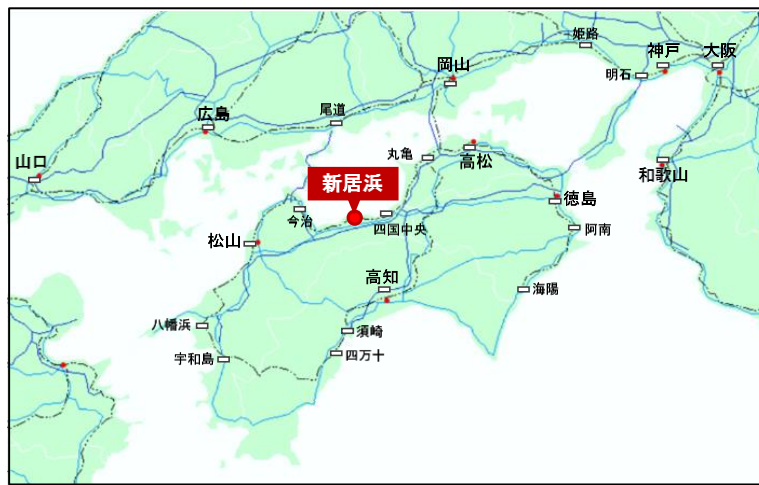 姫路
神戸
大阪
岡山
明石
広島
尾道
山口
丸亀
高松
和歌山
新居浜
徳島
今治
四国中央
阿南
松山
高知
海陽
八幡浜
須崎
宇和島
四万十